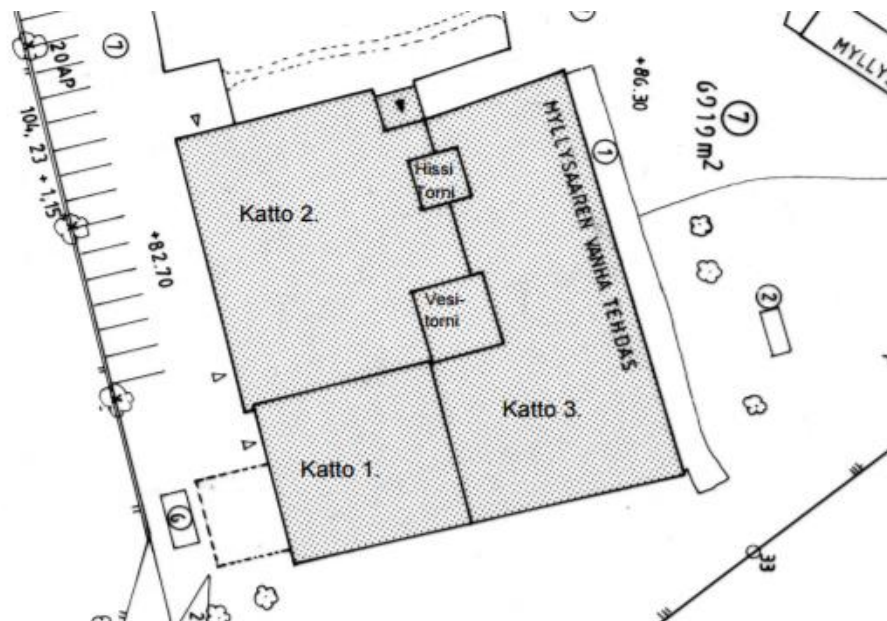 7
20AP
104, 23 + 1,15
+82.70
Katto 2.
Hissi
Torni
Vesi-
torni
Katto 1.
Katto 3.
MYLLYSAAREN VANHA TEHDAS
1
+86.30
7
6919m2
2
6
33